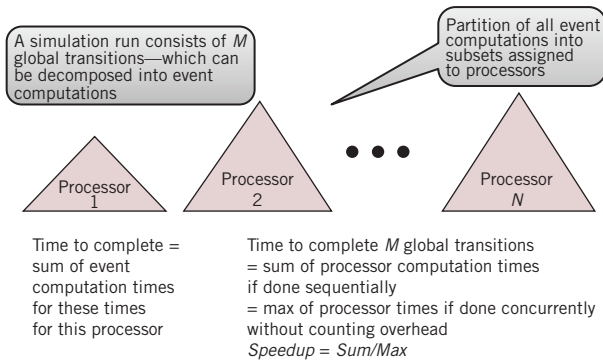 A simulation run consists of M
global transitions—which can
be decomposed into event
computations
Partition of all event
computations into
subsets assigned
to processors
Processor
1
Processor
2
Processor
N
Time to complete =
sum of event
computation times
for these times
for this processor
Time to complete M global transitions
= sum of processor computation times
if done sequentially
= max of processor times if done concurrently
without counting overhead
Speedup = Sum/Max